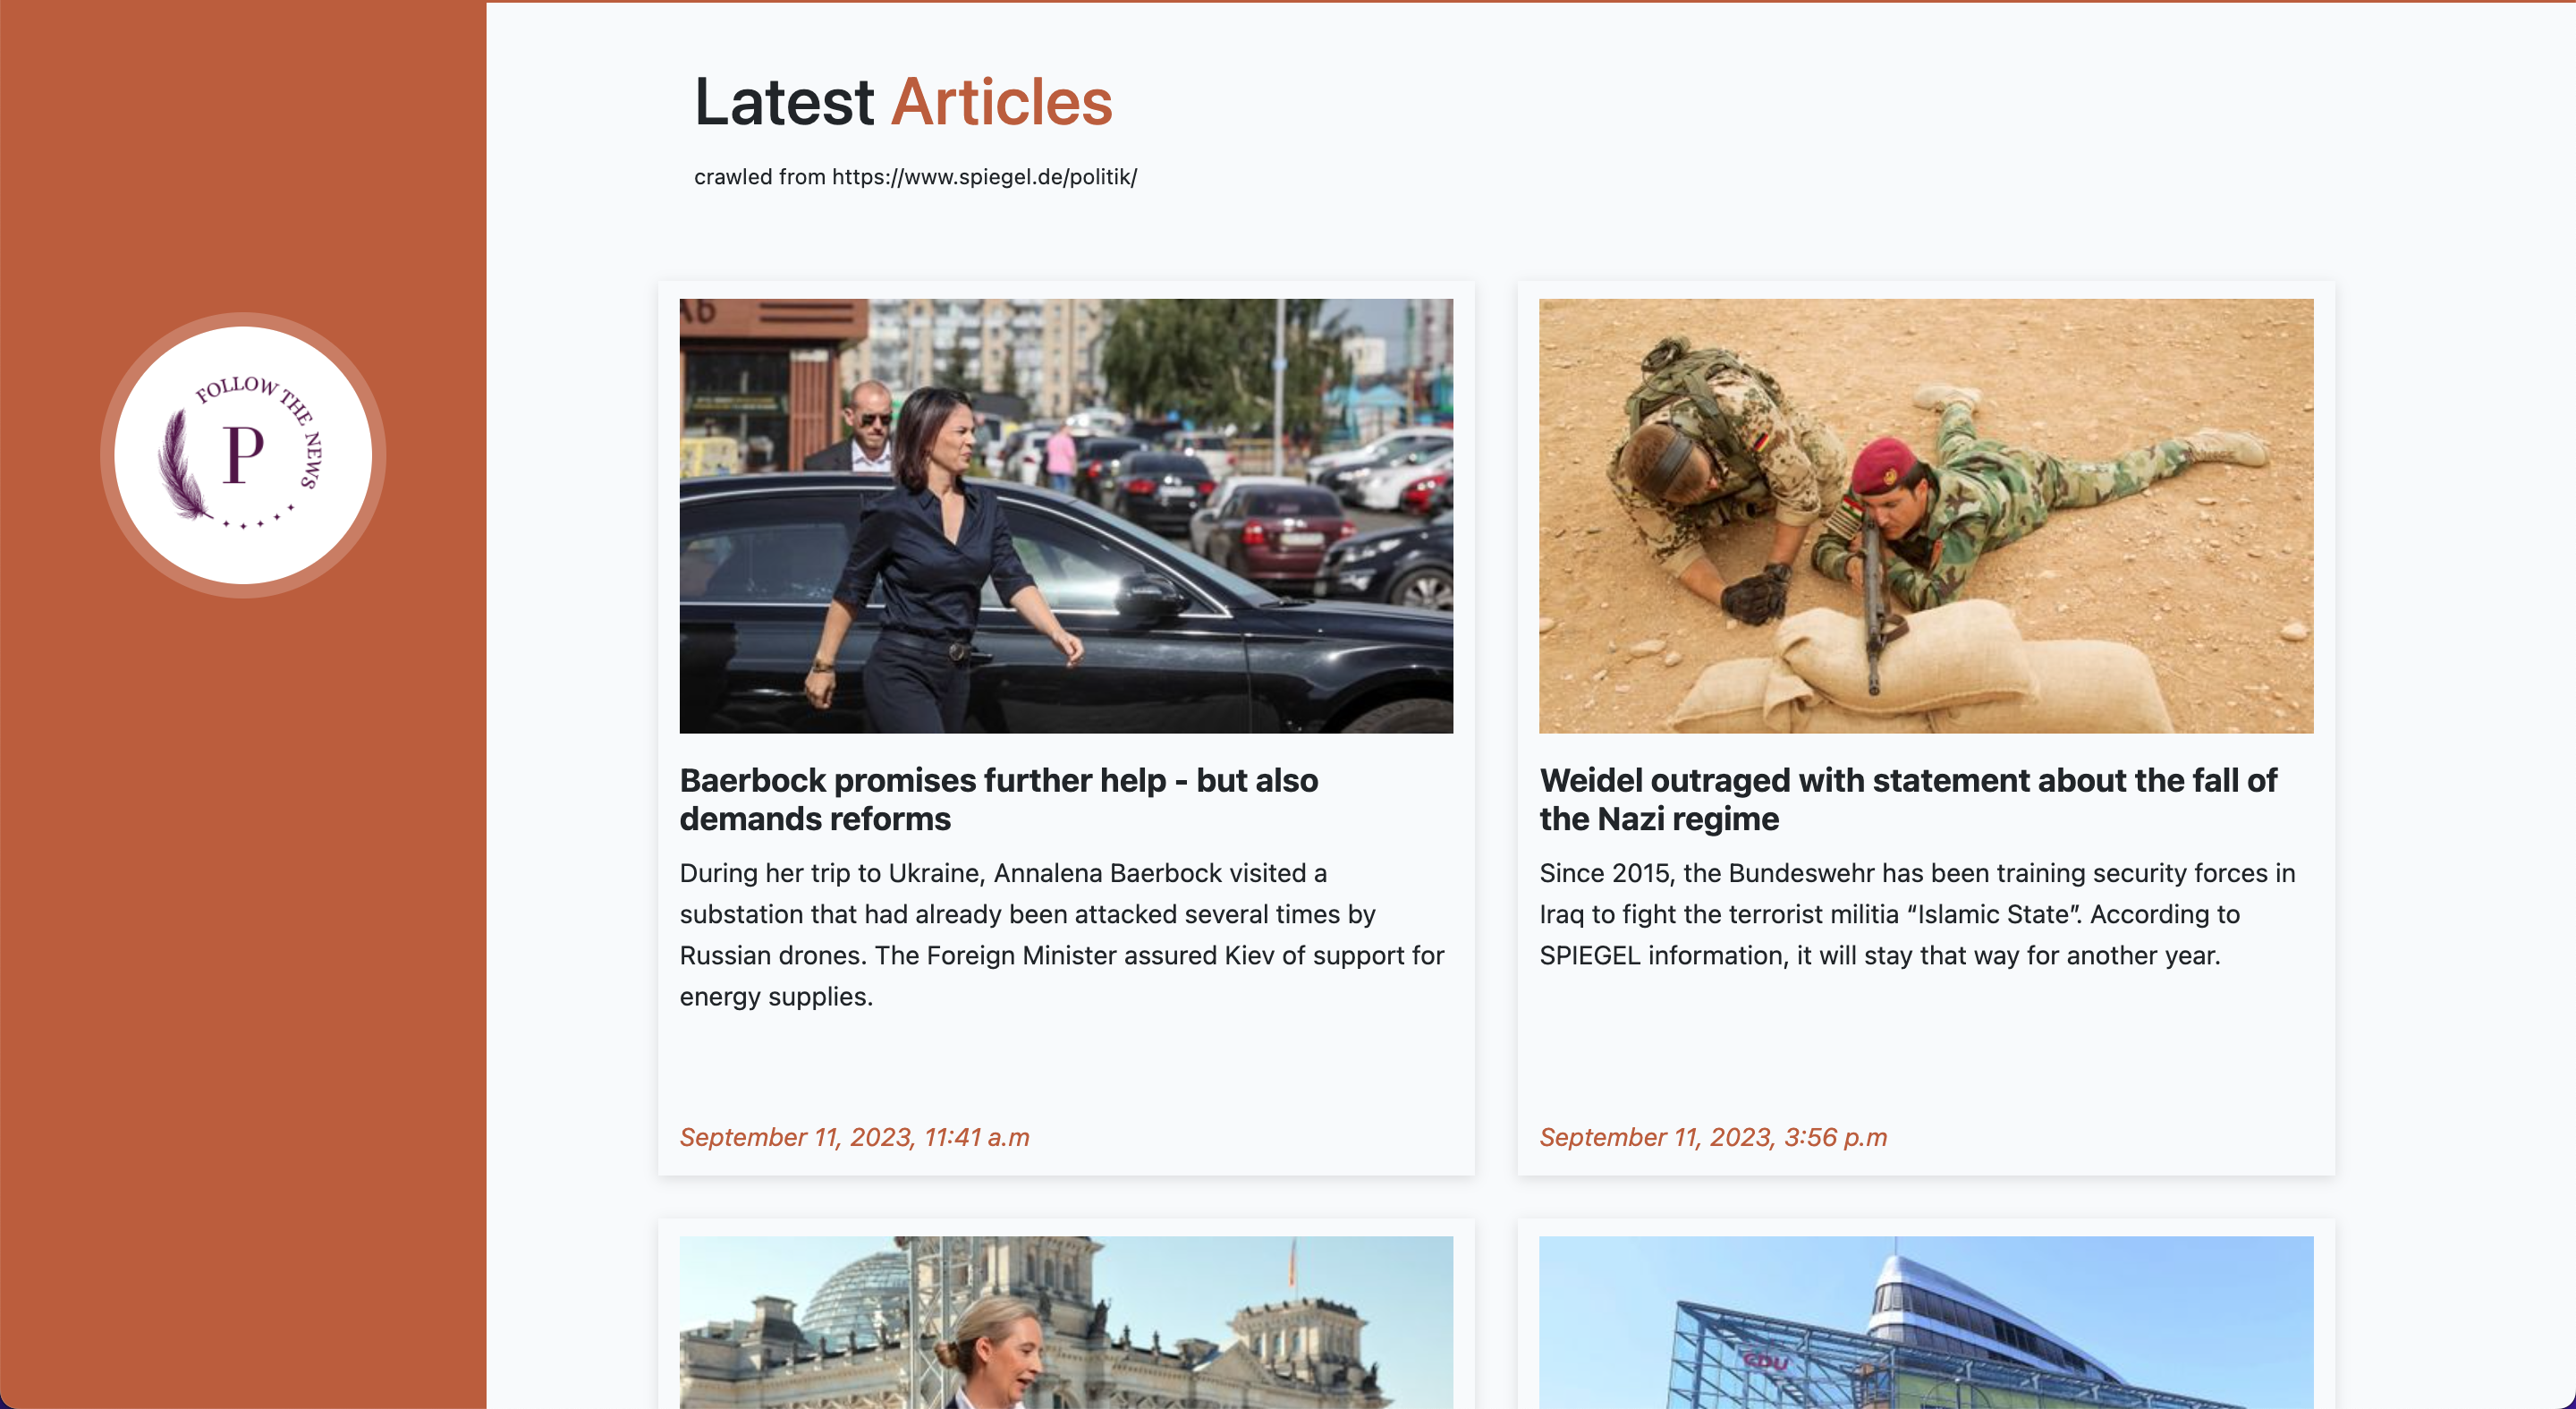 Latest Articles
crawled from https://www.spiegel.de/politik/
FOLLOW THE NEWS
P
Baerbock promises further help - but also
demands reforms
During her trip to Ukraine, Annalena Baerbock visited a
substation that had already been attacked several times by
Russian drones. The Foreign Minister assured Kiev of support for
energy supplies.
September 11, 2023, 11:41 a.m
Weidel outraged with statement about the fall of
the Nazi regime
Since 2015, the Bundeswehr has been training security forces in
Iraq to fight the terrorist militia “Islamic State”. According to
SPIEGEL information, it will stay that way for another year.
September 11, 2023, 3:56 p.m
CDU